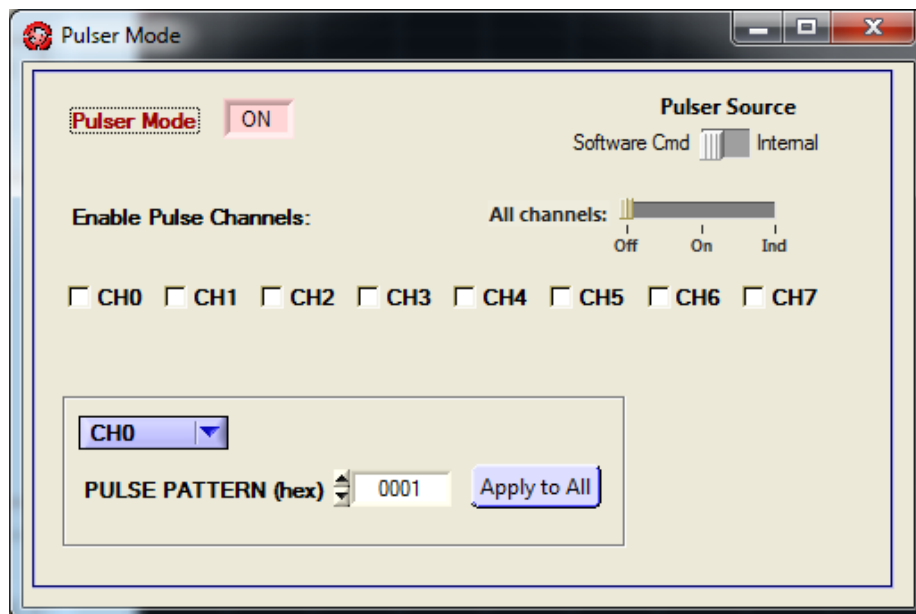 Pulser Mode
Pulser Mode ON
Pulser Source
Software Cmd Internal
Enable Pulse Channels: All channels:
Off On Ind
CH0 CH1 CH2 CH3 CH4 CH5 CH6 CH7
CH0
PULSE PATTERN (hex) 0001 Apply to All